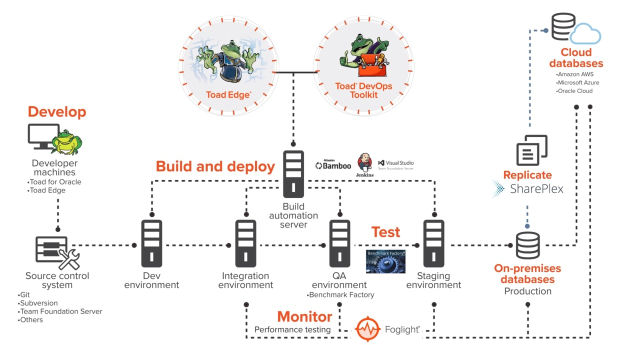 Toad Edge®
Toad® DevOps
Toolkit
Cloud
databases
•Amazon AWS
•Microsoft Azure
•Oracle Cloud
Develop
Developer
machines
•Toad for Oracle
•Toad Edge
Build and deploy
Bamboo
Jenkins
Visual Studio
Team Foundation Server
Build
automation
server
Replicate
SharePlex
Test
Benchmark Factory
Source control
system
•Git
•Subversion
•Team Foundation Server
•Others
Dev
environment
Integration
environment
QA
environment
•Benchmark Factory
Staging
environment
On-premises
databases
Production
Monitor
Performance testing
Foglight®